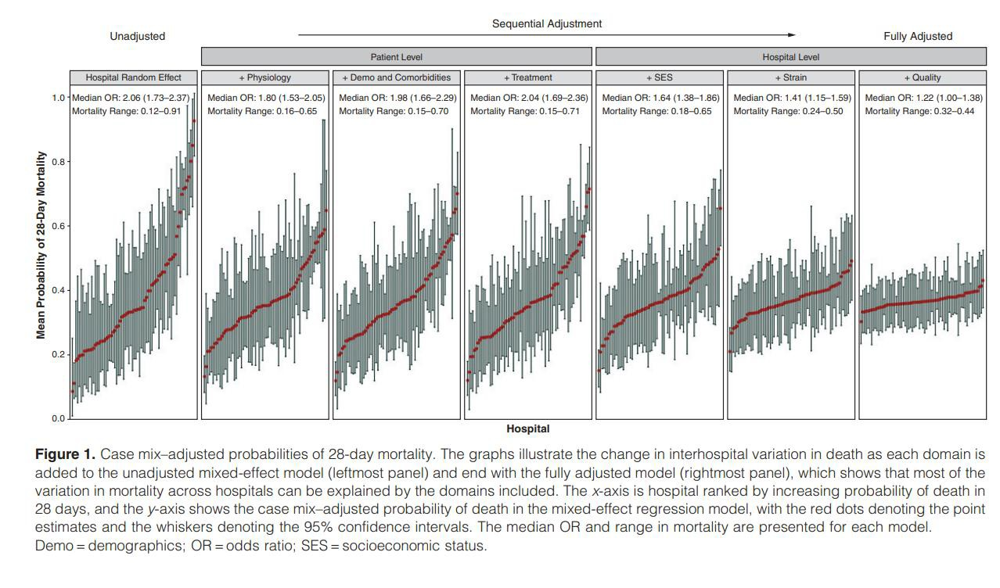 Sequential Adjustment
Unadjusted
Fully Adjusted
Patient Level
Hospital Level
Hospital Random Effect
+ Physiology
+ Demo and Comorbidities
+ Treatment
+ SES
+ Strain
+ Quality
Median OR: 2.06 (1.73–2.37)
Mortality Range: 0.12–0.91
Median OR: 1.80 (1.53–2.05)
Mortality Range: 0.16–0.65
Median OR: 1.98 (1.66–2.29)
Mortality Range: 0.15–0.70
Median OR: 2.04 (1.69–2.36)
Mortality Range: 0.15–0.71
Median OR: 1.64 (1.38–1.86)
Mortality Range: 0.18–0.65
Median OR: 1.41 (1.15–1.59)
Mortality Range: 0.24–0.50
Median OR: 1.22 (1.00–1.38)
Mortality Range: 0.32–0.44
Mean Probability of 28-Day Mortality
1.0
0.8
0.6
0.4
0.2
0.0
Hospital
Figure 1. Case mix–adjusted probabilities of 28-day mortality. The graphs illustrate the change in interhospital variation in death as each domain is
added to the unadjusted mixed-effect model (leftmost panel) and end with the fully adjusted model (rightmost panel), which shows that most of the
variation in mortality across hospitals can be explained by the domains included. The x-axis is hospital ranked by increasing probability of death in
28 days, and the y-axis shows the case mix–adjusted probability of death in the mixed-effect regression model, with the red dots denoting the point
estimates and the whiskers denoting the 95% confidence intervals. The median OR and range in mortality are presented for each model.
Demo = demographics; OR = odds ratio; SES = socioeconomic status.